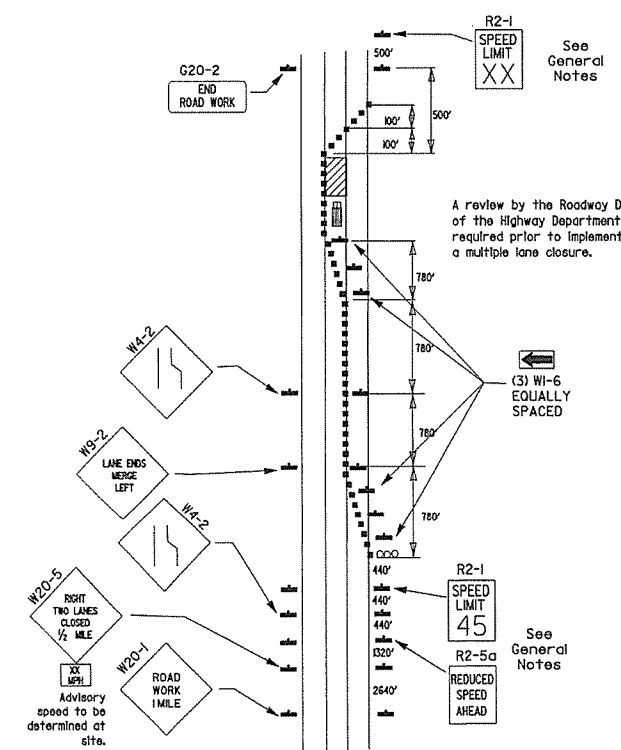 R2-1
SPEED
LIMIT
XX
See
General
Notes
500'
G20-2
END
ROAD WORK
100'
500'
100'
A review by the Roadway D
of the Highway Department
required prior to implement
a multiple lane closure.
780'
W4-2
780'
(3) W1-6
EQUALLY
SPACED
W9-2
LANE ENDS
MERGE
LEFT
780'
W4-2
780'
440'
R2-1
SPEED
LIMIT
45
W20-5
RIGHT
TWO LANES
CLOSED
1/2 MILE
440'
440'
See
General
Notes
XX
MPH
W20-1
ROAD
WORK
1 MILE
1320'
R2-5a
REDUCED
SPEED
AHEAD
2640'
Advisory
speed to be
determined at
site.